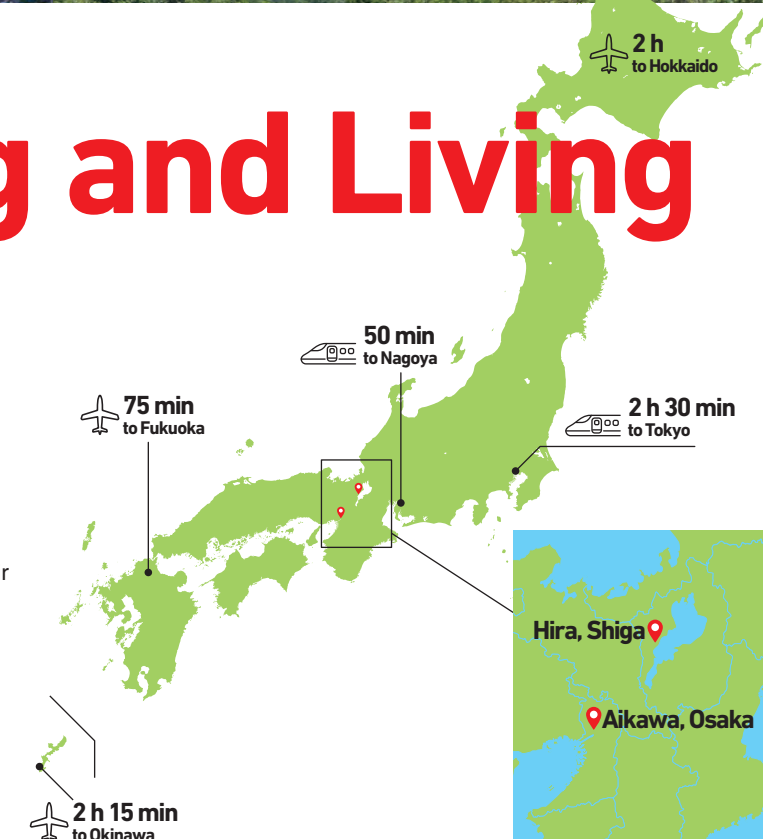 2 h
to Hokkaido
g and Living
50 min
to Nagoya
75 min
to Fukuoka
2 h 30 min
to Tokyo
r
Hira, Shiga
Aikawa, Osaka
2 h 15 min
to Okinawa